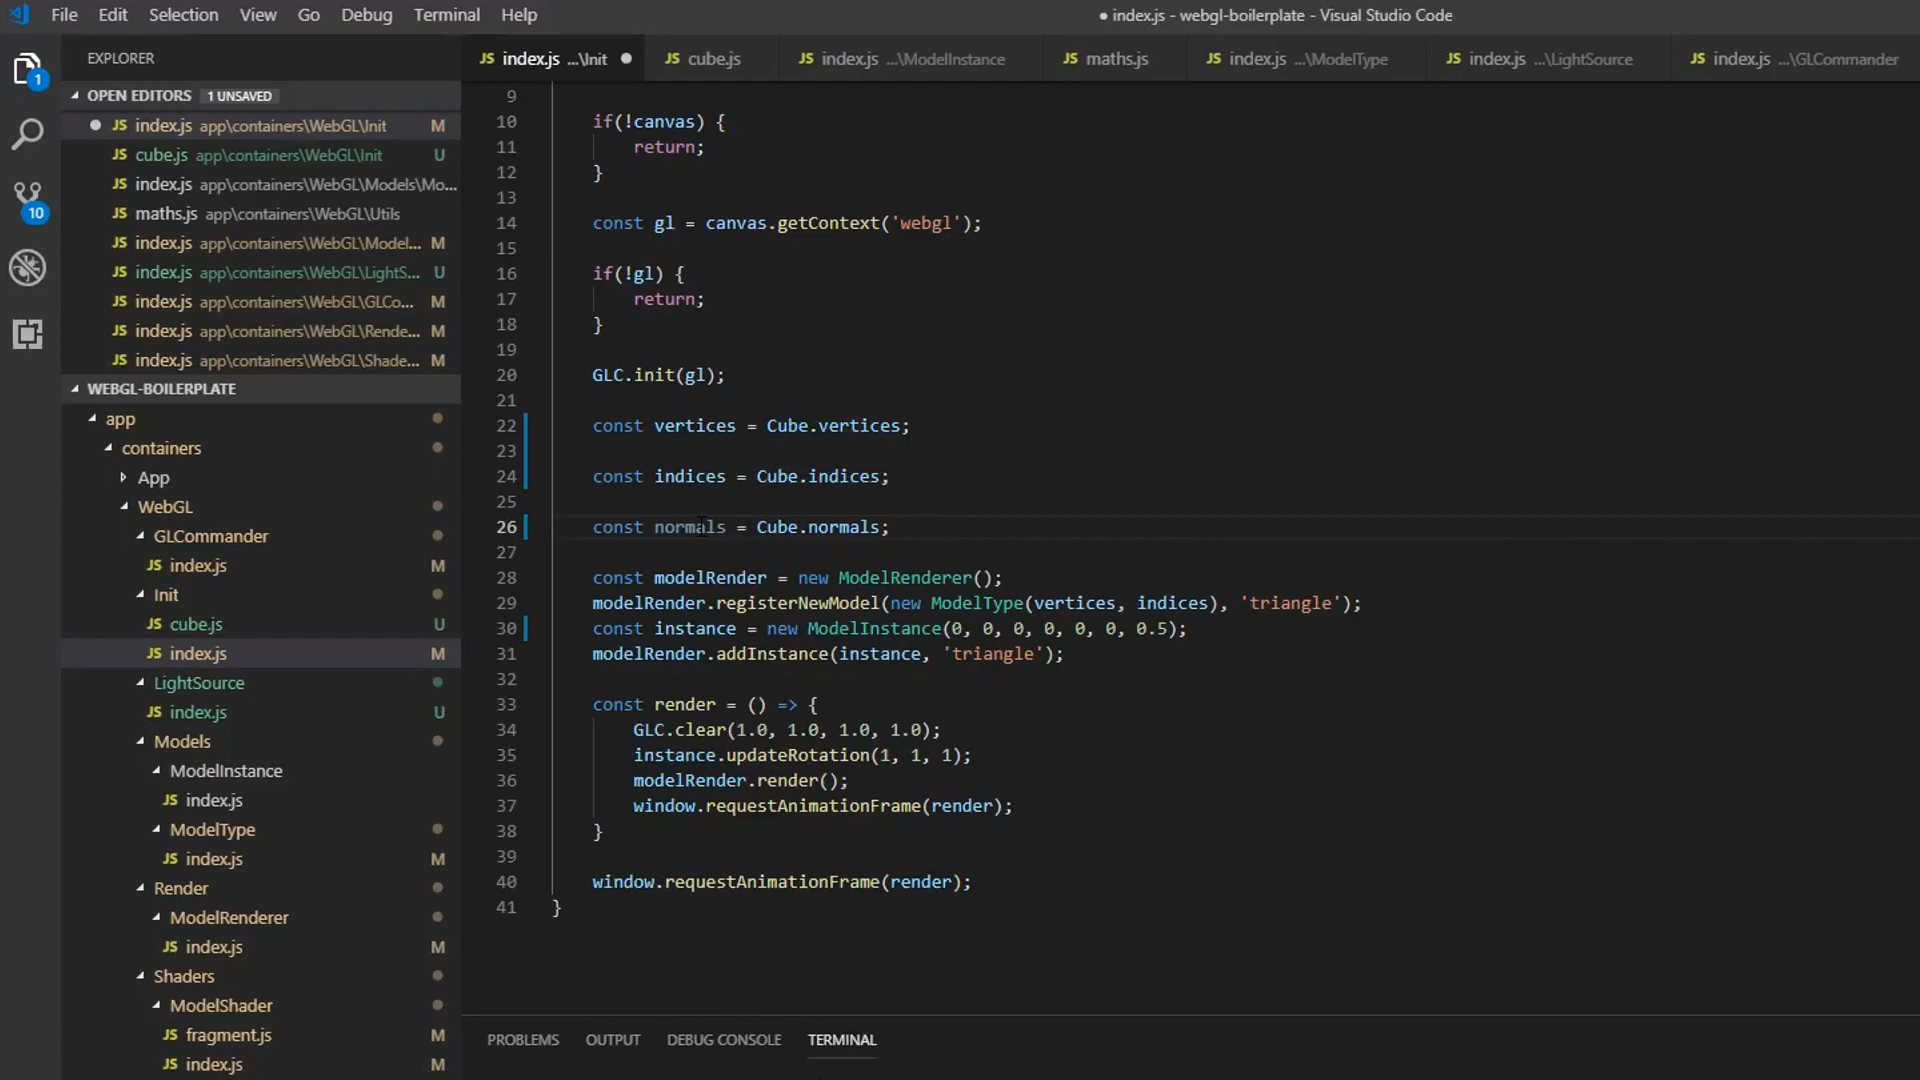 File Edit Selection View Go Debug Terminal Help
● index.js - webgl-boilerplate - Visual Studio Code
1
10
EXPLORER
OPEN EDITORS 1 UNSAVED
JS index.js app\containers\WebGL\Init M
JS cube.js app\containers\WebGL\Init U
JS index.js app\containers\WebGL\Models\Mo...
JS maths.js app\containers\WebGL\Utils
JS index.js app\containers\WebGL\Model... M
JS index.js app\containers\WebGL\LightS... U
JS index.js app\containers\WebGL\GLCo... M
JS index.js app\containers\WebGL\Rende... M
JS index.js app\containers\WebGL\Shade... M
WEBGL-BOILERPLATE
app
containers
App
WebGL
GLCommander
JS index.js M
Init
JS cube.js U
JS index.js M
LightSource
JS index.js U
Models
ModelInstance
JS index.js
ModelType
JS index.js M
Render
ModelRenderer
JS index.js M
Shaders
ModelShader
JS fragment.js M
JS index.js M
JS index.js ...\Init JS cube.js JS index.js ...\ModelInstance JS maths.js JS index.js ...\ModelType JS index.js ...\LightSource JS index.js ...\GLCommander
9
10 if(!canvas) {
11 return;
12 }
13
14 const gl = canvas.getContext('webgl');
15
16 if(!gl) {
17 return;
18 }
19
20 GLC.init(gl);
21
22 const vertices = Cube.vertices;
23
24 const indices = Cube.indices;
25
26 const normals = Cube.normals;
27
28 const modelRender = new ModelRenderer();
29 modelRender.registerNewModel(new ModelType(vertices, indices), 'triangle');
30 const instance = new ModelInstance(0, 0, 0, 0, 0, 0, 0.5);
31 modelRender.addInstance(instance, 'triangle');
32
33 const render = () => {
34 GLC.clear(1.0, 1.0, 1.0, 1.0);
35 instance.updateRotation(1, 1, 1);
36 modelRender.render();
37 window.requestAnimationFrame(render);
38 }
39
40 window.requestAnimationFrame(render);
41 }
PROBLEMS OUTPUT DEBUG CONSOLE TERMINAL